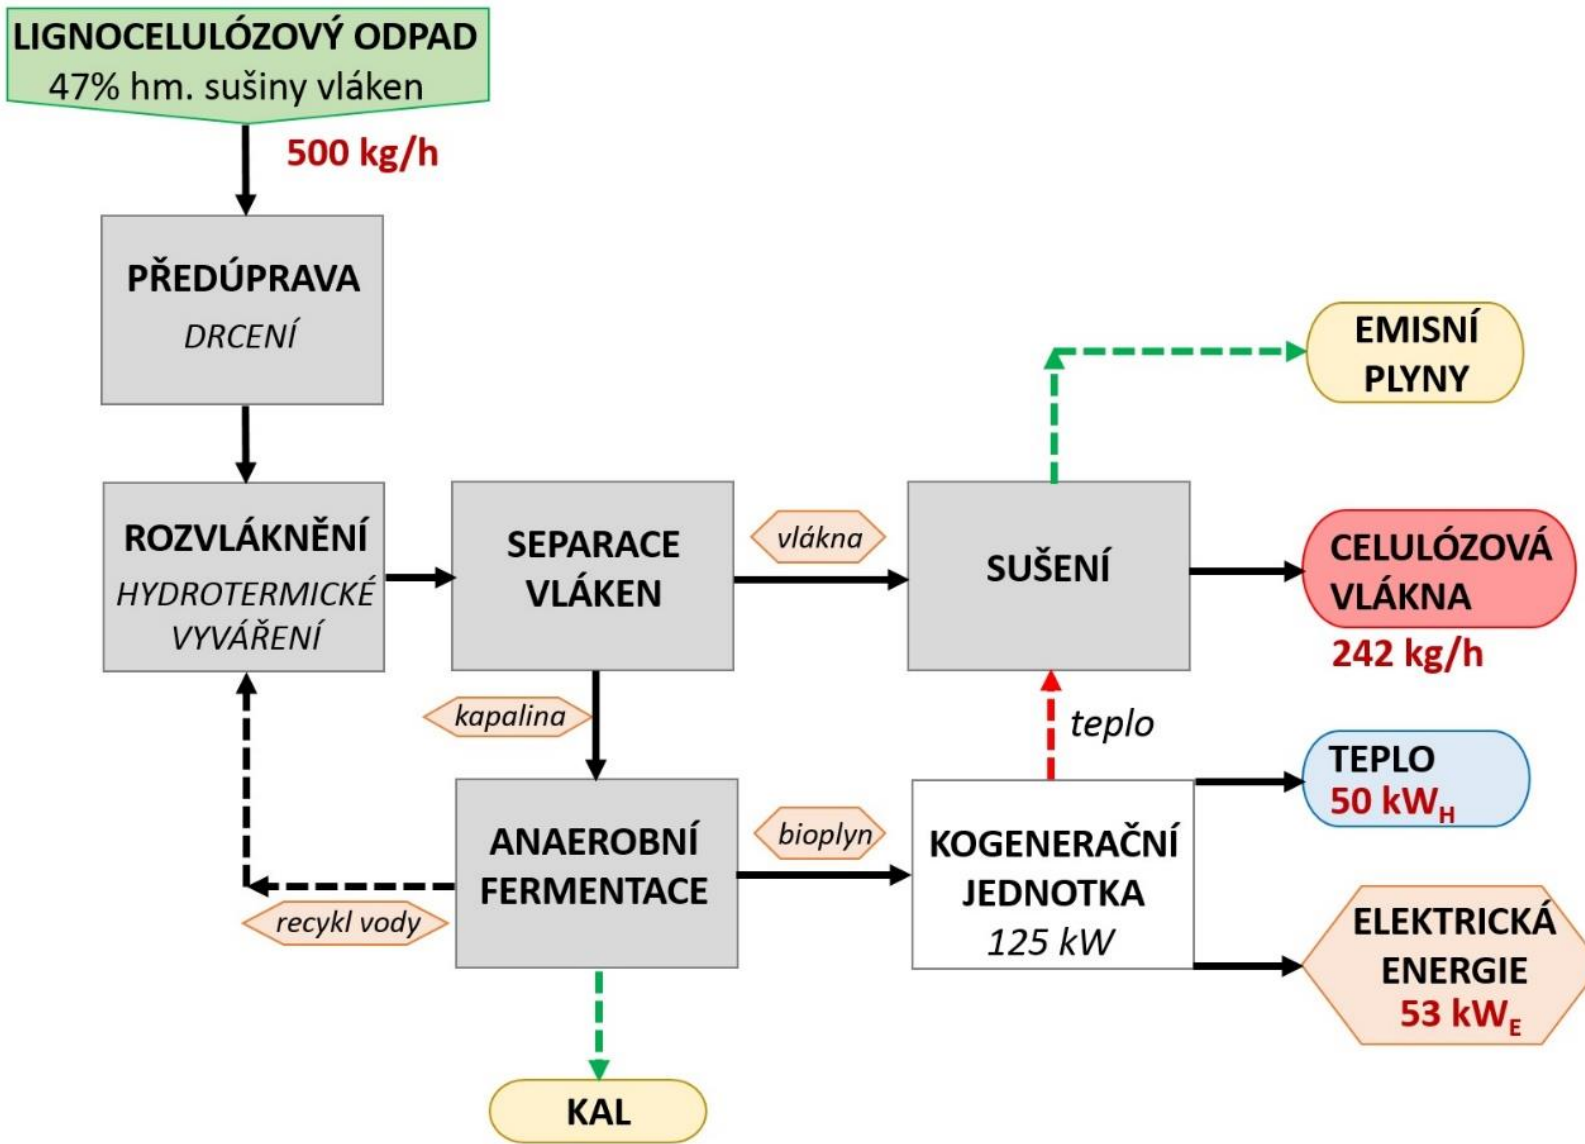 LIGNOCELULÓZOVÝ ODPAD
47% hm. sušiny vláken
500 kg/h
PŘEDÚPRAVA
DRCENÍ
ROZVLÁKNĚNÍ
HYDROTERMICKÉ
VYVÁŘENÍ
SEPARACE
VLÁKEN
vlákna
SUŠENÍ
EMISNÍ
PLYNY
CELULÓZOVÁ
VLÁKNA
242 kg/h
kapalina
teplo
TEPLO
50 kWH
ANAEROBNÍ
FERMENTACE
bioplyn
KOGENERAČNÍ
JEDNOTKA
125 kW
recykl vody
ELEKTRICKÁ
ENERGIE
53 kWE
KAL